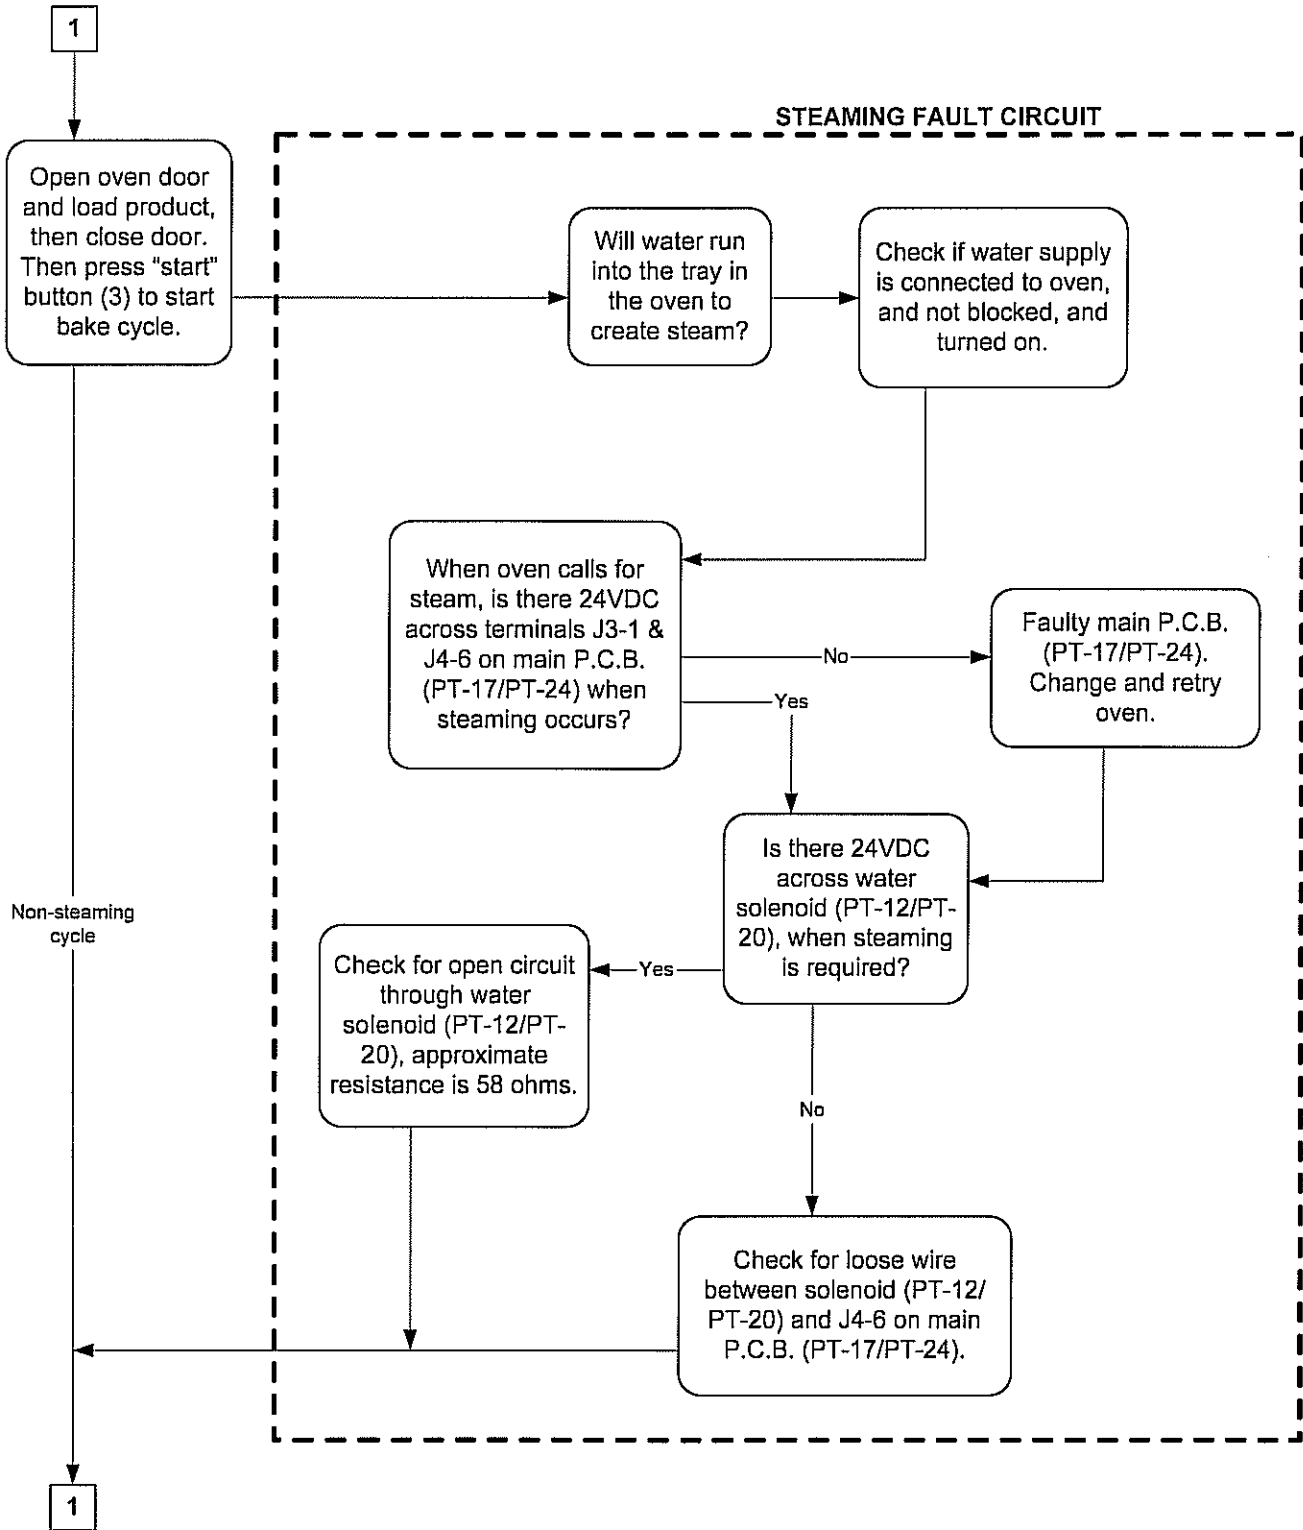 1
STEAMING FAULT CIRCUIT
Open oven door
and load product,
then close door.
Then press "start"
button (3) to start
bake cycle.
Will water run
into the tray in
the oven to
create steam?
Check if water supply
is connected to oven,
and not blocked, and
turned on.
When oven calls for
steam, is there 24VDC
across terminals J3-1 &
J4-6 on main P.C.B.
(PT-17/PT-24) when
steaming occurs?
No
Yes
Faulty main P.C.B.
(PT-17/PT-24).
Change and retry
oven.
Is there 24VDC
across water
solenoid (PT-12/PT-
20), when steaming
is required?
Non-steaming
cycle
Yes
Check for open circuit
through water
solenoid (PT-12/PT-
20), approximate
resistance is 58 ohms.
No
Check for loose wire
between solenoid (PT-12/
PT-20) and J4-6 on main
P.C.B. (PT-17/PT-24).
1